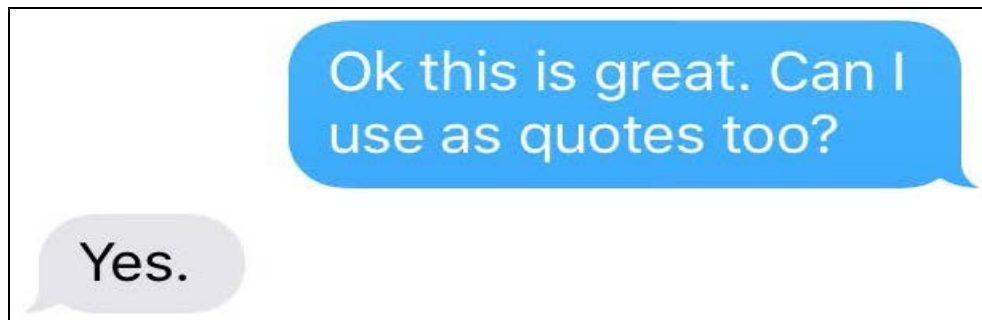 Ok this is great. Can I
use as quotes too?
Yes.